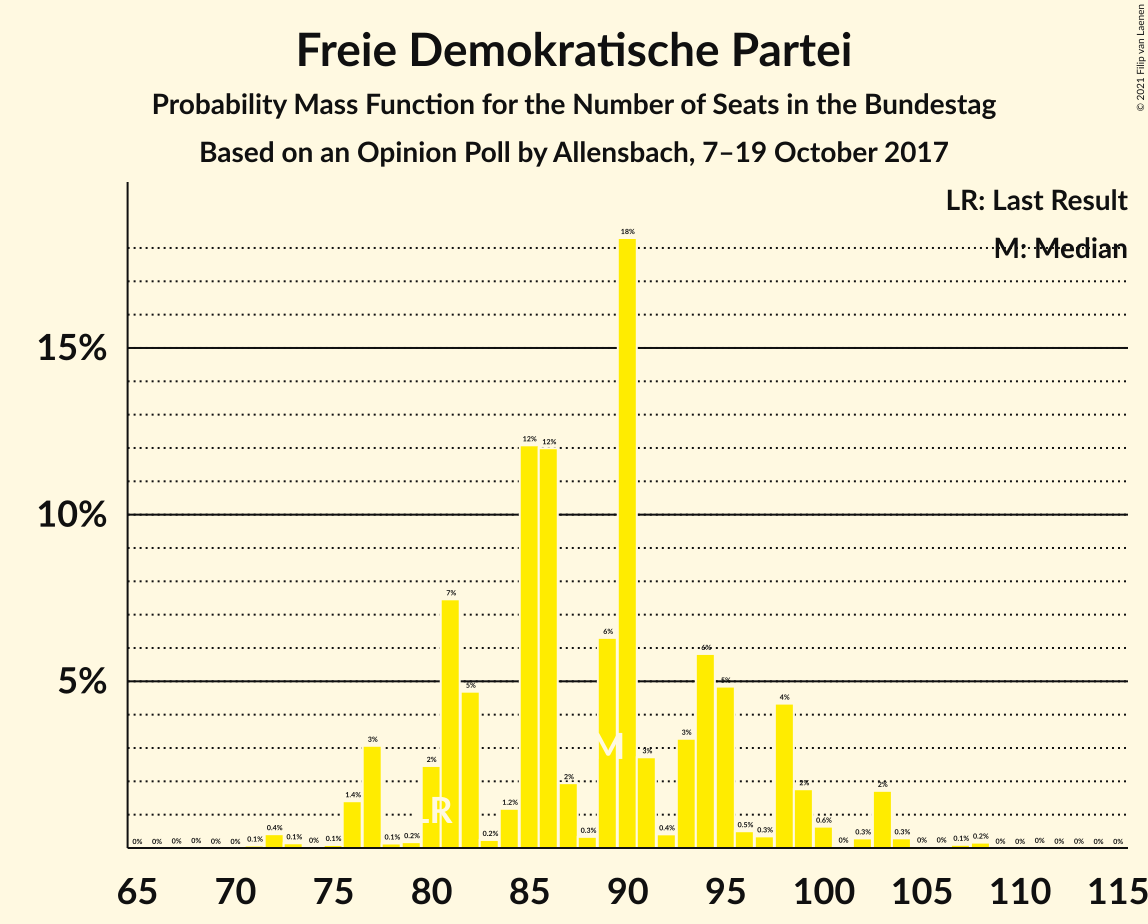 © 2021 Filip van Laenen
Freie Demokratische Partei
Probability Mass Function for the Number of Seats in the Bundestag
Based on an Opinion Poll by Allensbach, 7–19 October 2017
LR: Last Result
M: Median
15%
10%
5%
0% 0% 0% 0% 0% 0% 0.1% 0.4% 0.1% 0% 0.1% 1.4% 3% 0.1% 0.2% 2% 7% 5% 0.2% 1.2% 12% 12% 2% 0.3% 6% 18% 3% 0.4% 3% 6% 5% 0.5% 0.3% 4% 2% 0.6% 0% 0.3% 2% 0.3% 0% 0% 0.1% 0.2% 0% 0% 0% 0% 0% 0% 0%
LR
M
65 70 75 80 85 90 95 100 105 110 115